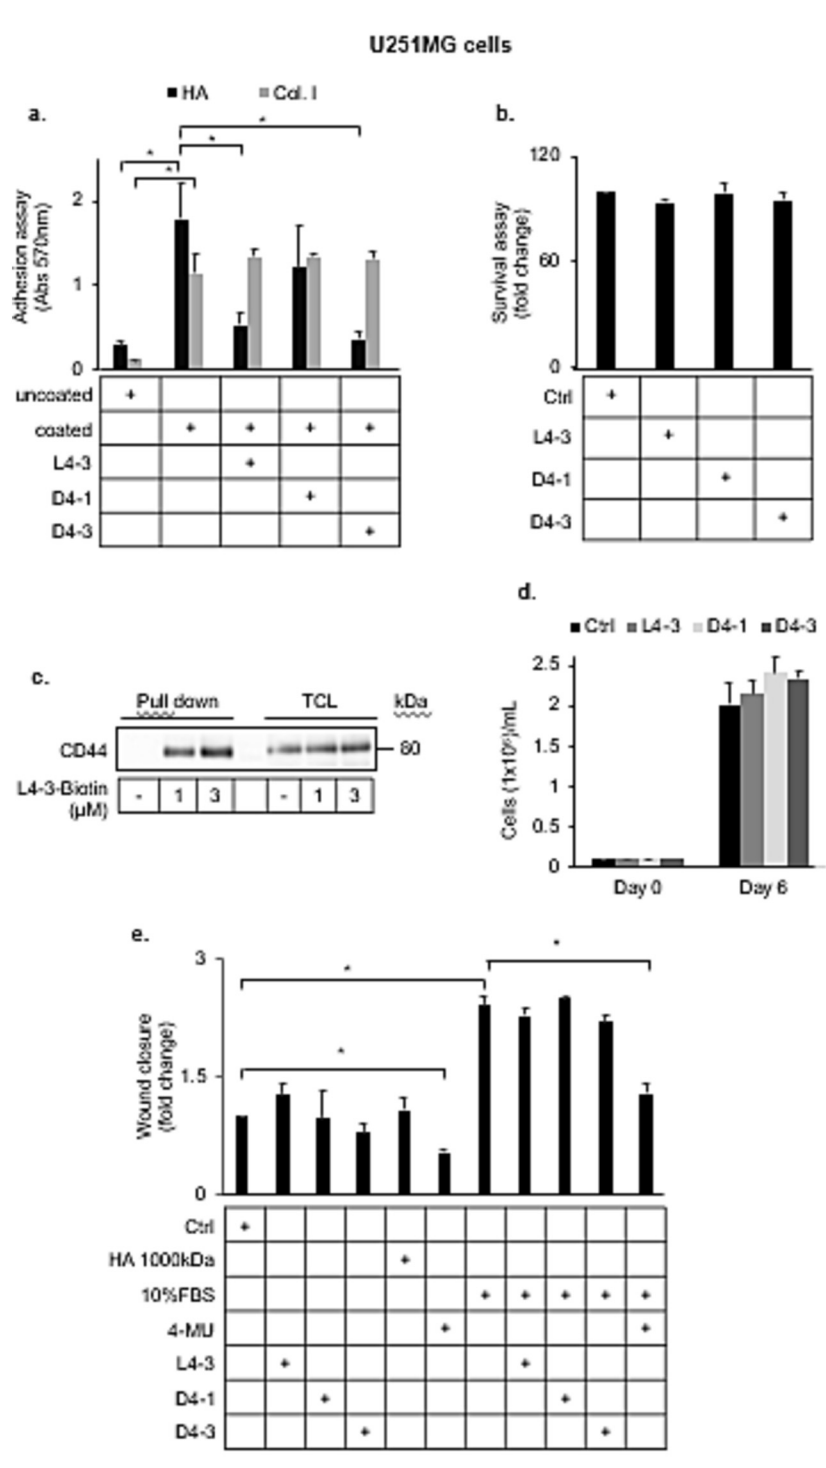 U251MG cells
■ HA ■ Col. I
a.
Adhesion assay
(Abs 570nm)
2
1
0
*
*
*
*
uncoated +
coated + + + +
L4-3 +
D4-1 +
D4-3 +
b.
Survival assay
(fold change)
120
60
0
Ctrl +
L4-3 +
D4-1 +
D4-3 +
c.
Pull down TCL kDa
CD44 80
L4-3-Biotin - 1 3 - 1 3
(µM)
d.
■ Ctrl ■ L4-3 ■ D4-1 ■ D4-3
Cells (1x10⁶)/mL
2.5
2
1.5
1
0.5
0
Day 0 Day 6
e.
Wound closure
(fold change)
3
1.5
0
*
*
*
Ctrl +
HA 1000kDa +
10%FBS + + + + +
4-MU + +
L4-3 + +
D4-1 + +
D4-3 + +